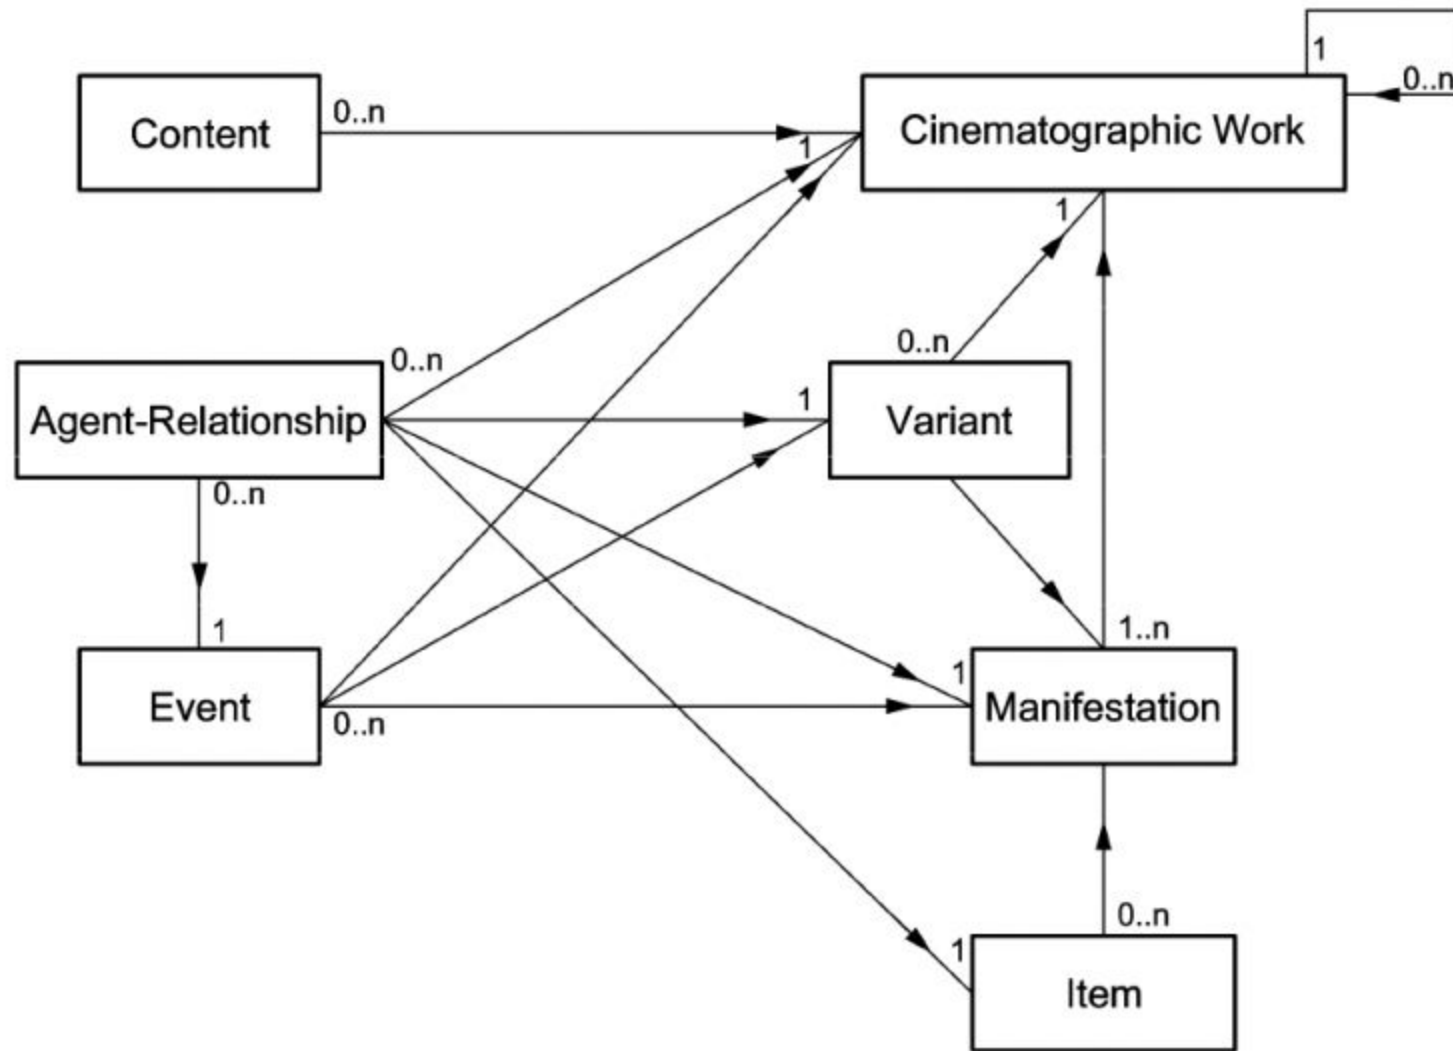 1
0..n
Content
0..n
Cinematographic Work
1
1
0..n
0..n
Agent-Relationship
1
Variant
0..n
1
1..n
Event
0..n
1
Manifestation
0..n
1
Item